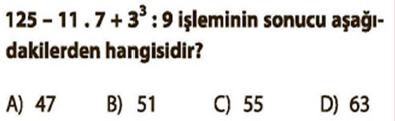 125 – 11 . 7 + 3³ : 9 işleminin sonucu aşağı-
dakilerden hangisidir?
A) 47 B) 51 C) 55 D) 63